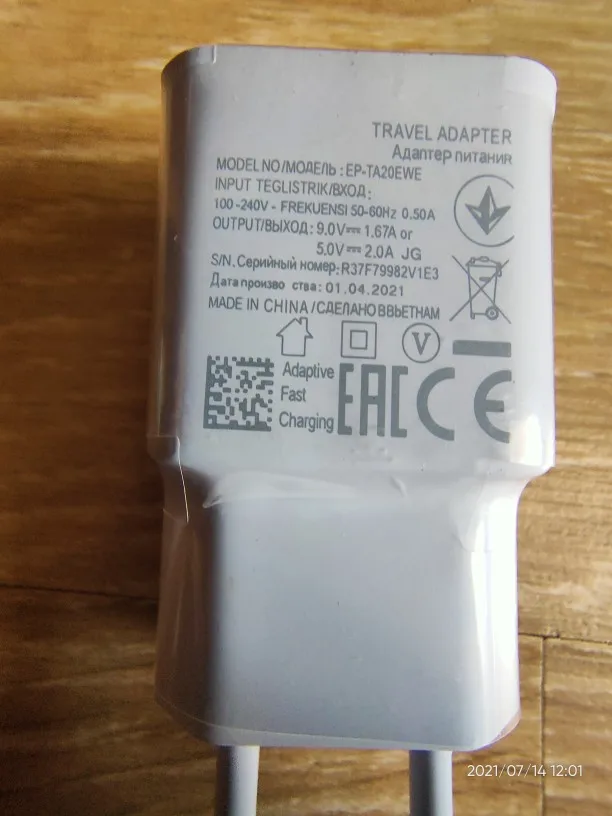 TRAVEL ADAPTER
Адаптер питания
MODEL NO/МОДЕЛЬ : EP-TA20EWE
INPUT TEGLISTRIK/ВХОД :
100-240V - FREKUENSI 50-60Hz 0.50A
OUTPUT/ВЫХОД : 9.0V⎓ 1.67A or
5.0V⎓ 2.0A JG
S/N. Серийный номер.:R37F79982V1E3
Дата произво ства: 01.04.2021
MADE IN CHINA /СДЕЛАНО ВВЬЕТНАМ
V
Adaptive
Fast
Charging
EAC CE
2021/07/14 12:01